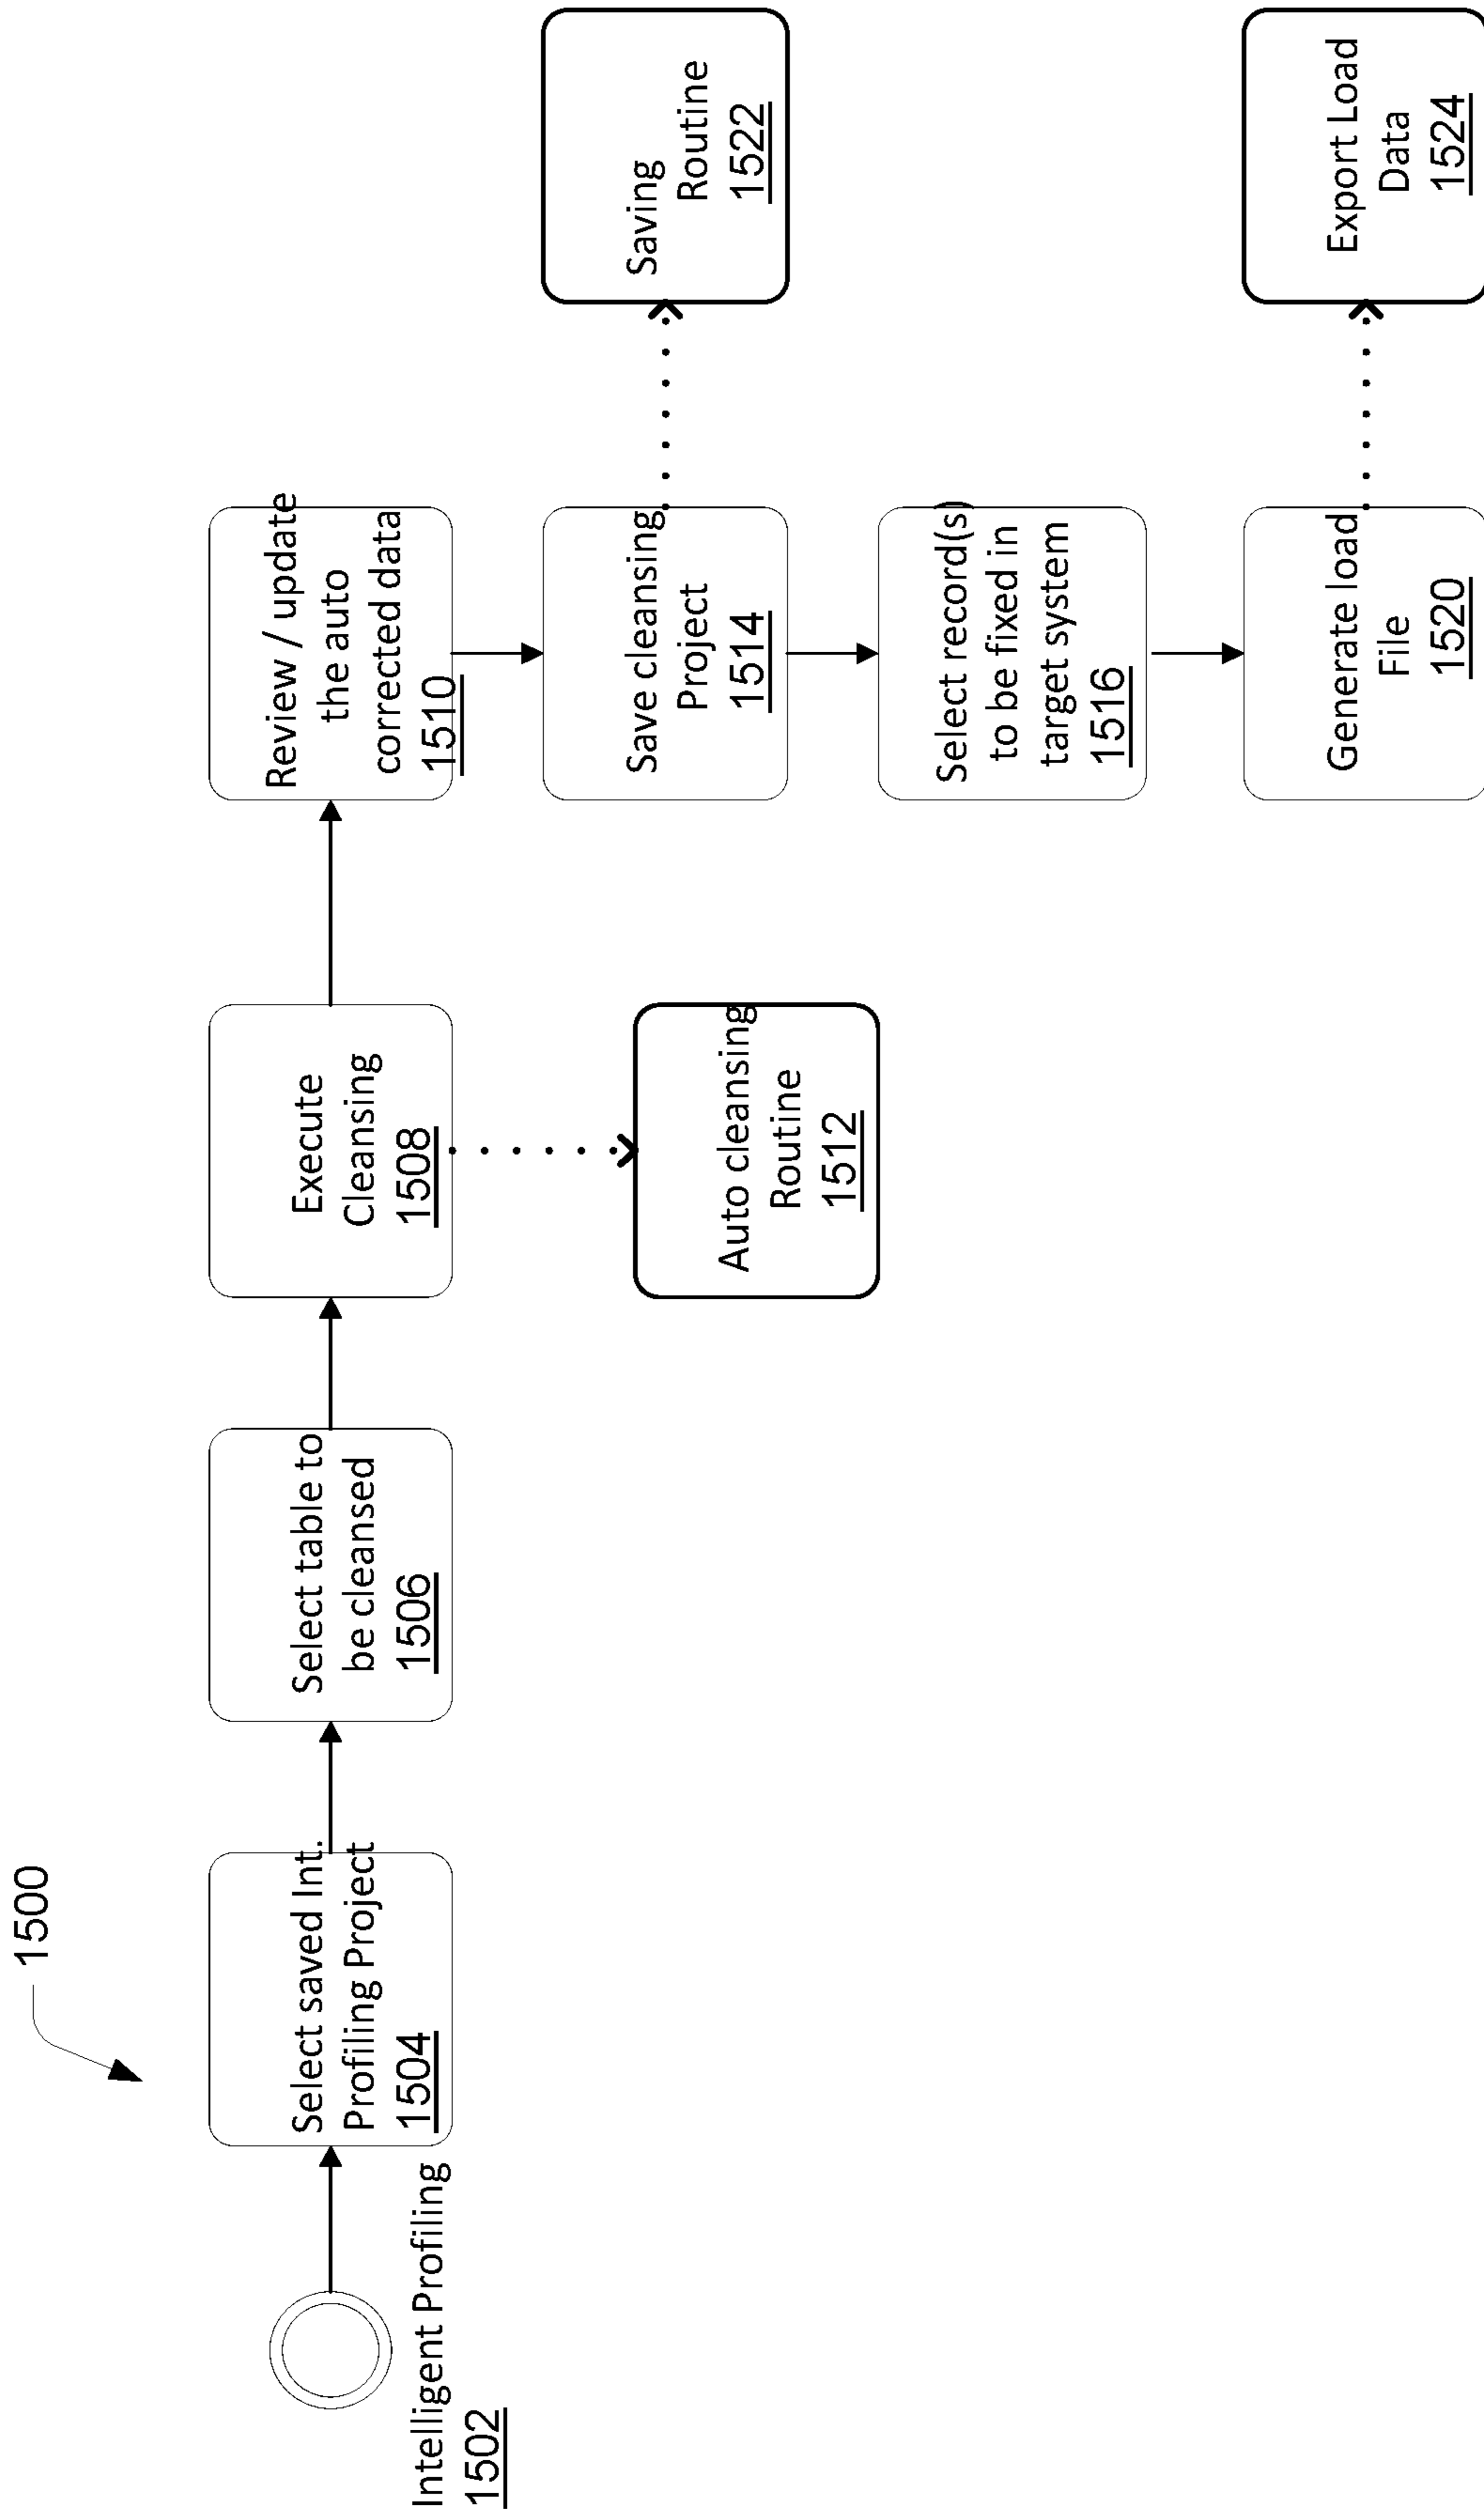 1500
Intelligent Profiling
1502
Select saved Int.
Profiling Project
1504
Select table to
be cleansed
1506
Execute
Cleansing
1508
Review / update
the auto
corrected data
1510
Auto cleansing
Routine
1512
Save cleansing
Project
1514
Saving
Routine
1522
Select record(s)
to be fixed in
target system
1516
Generate load
File
1520
Export Load
Data
1524